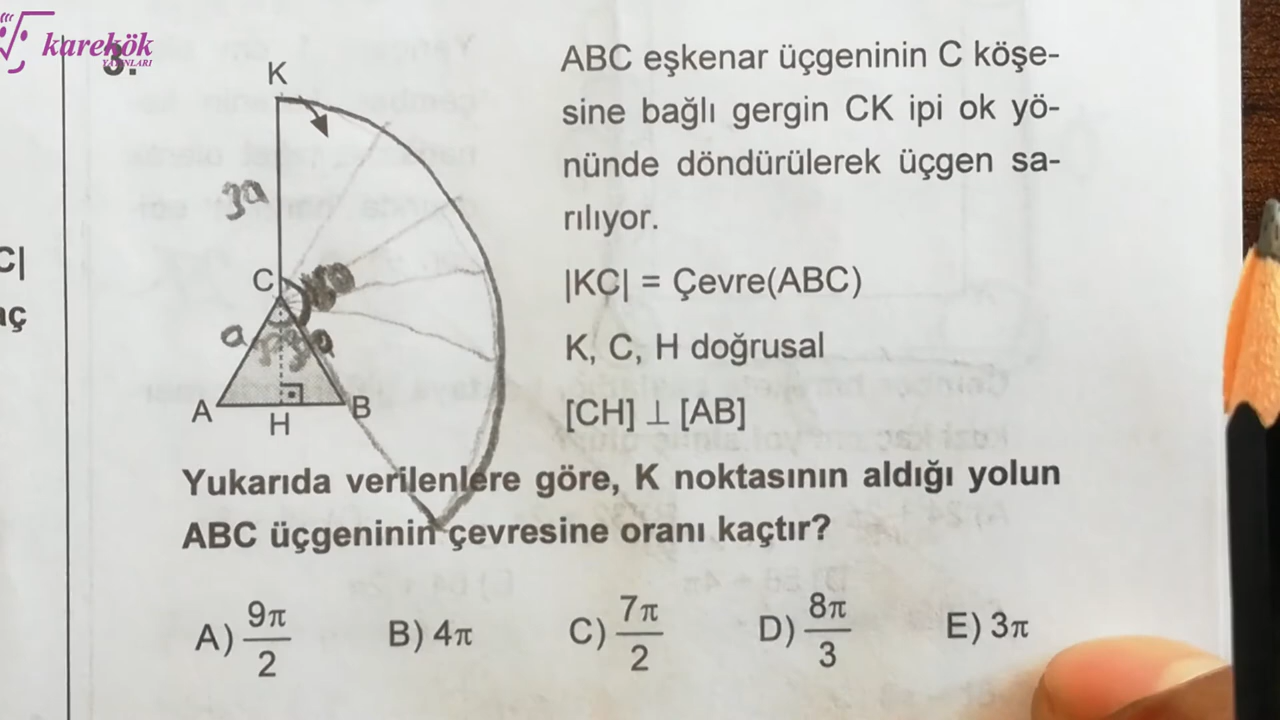 karekök
YAYINLARI
3.
C|
aç
K
3a
C
a
A
H
B
ABC eşkenar üçgeninin C köşe-
sine bağlı gergin CK ipi ok yö-
nünde döndürülerek üçgen sa-
rılıyor.
|KC| = Çevre(ABC)
K, C, H doğrusal
[CH] ⊥ [AB]
Yukarıda verilenlere göre, K noktasının aldığı yolun
ABC üçgeninin çevresine oranı kaçtır?
A) 9π/2 B) 4π C) 7π/2 D) 8π/3 E) 3π